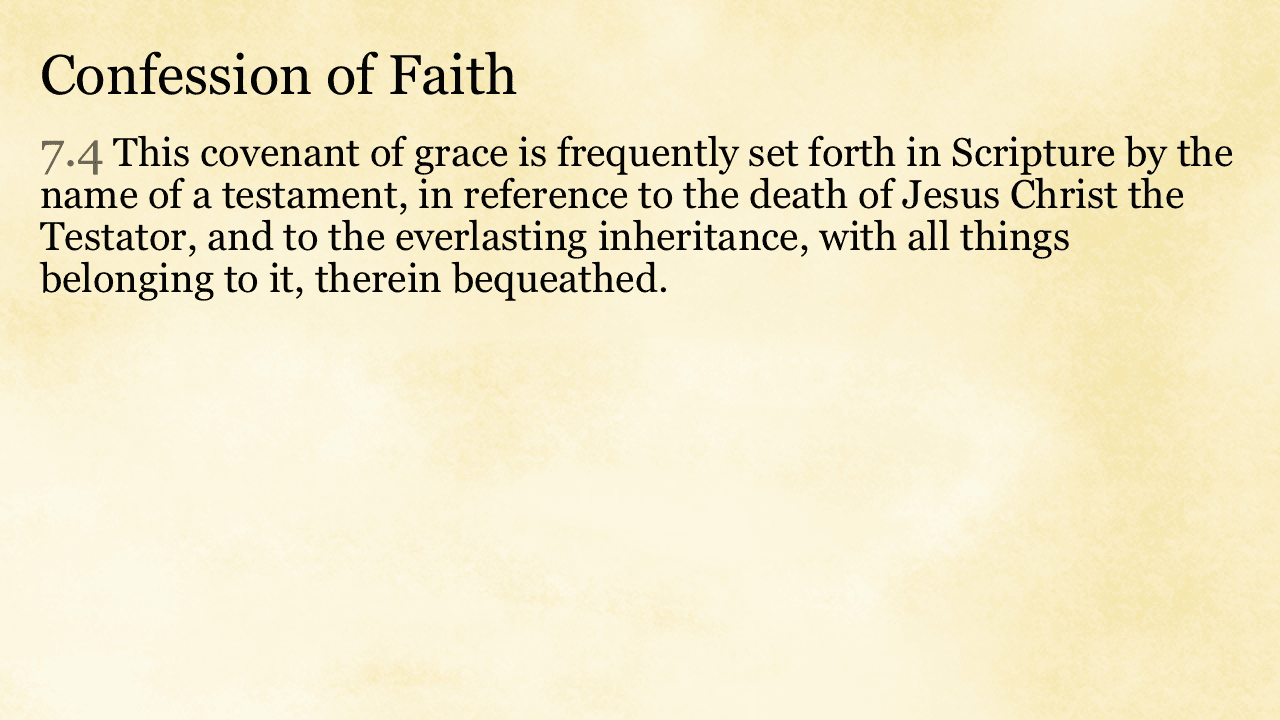 Confession of Faith
7.4 This covenant of grace is frequently set forth in Scripture by the
name of a testament, in reference to the death of Jesus Christ the
Testator, and to the everlasting inheritance, with all things
belonging to it, therein bequeathed.